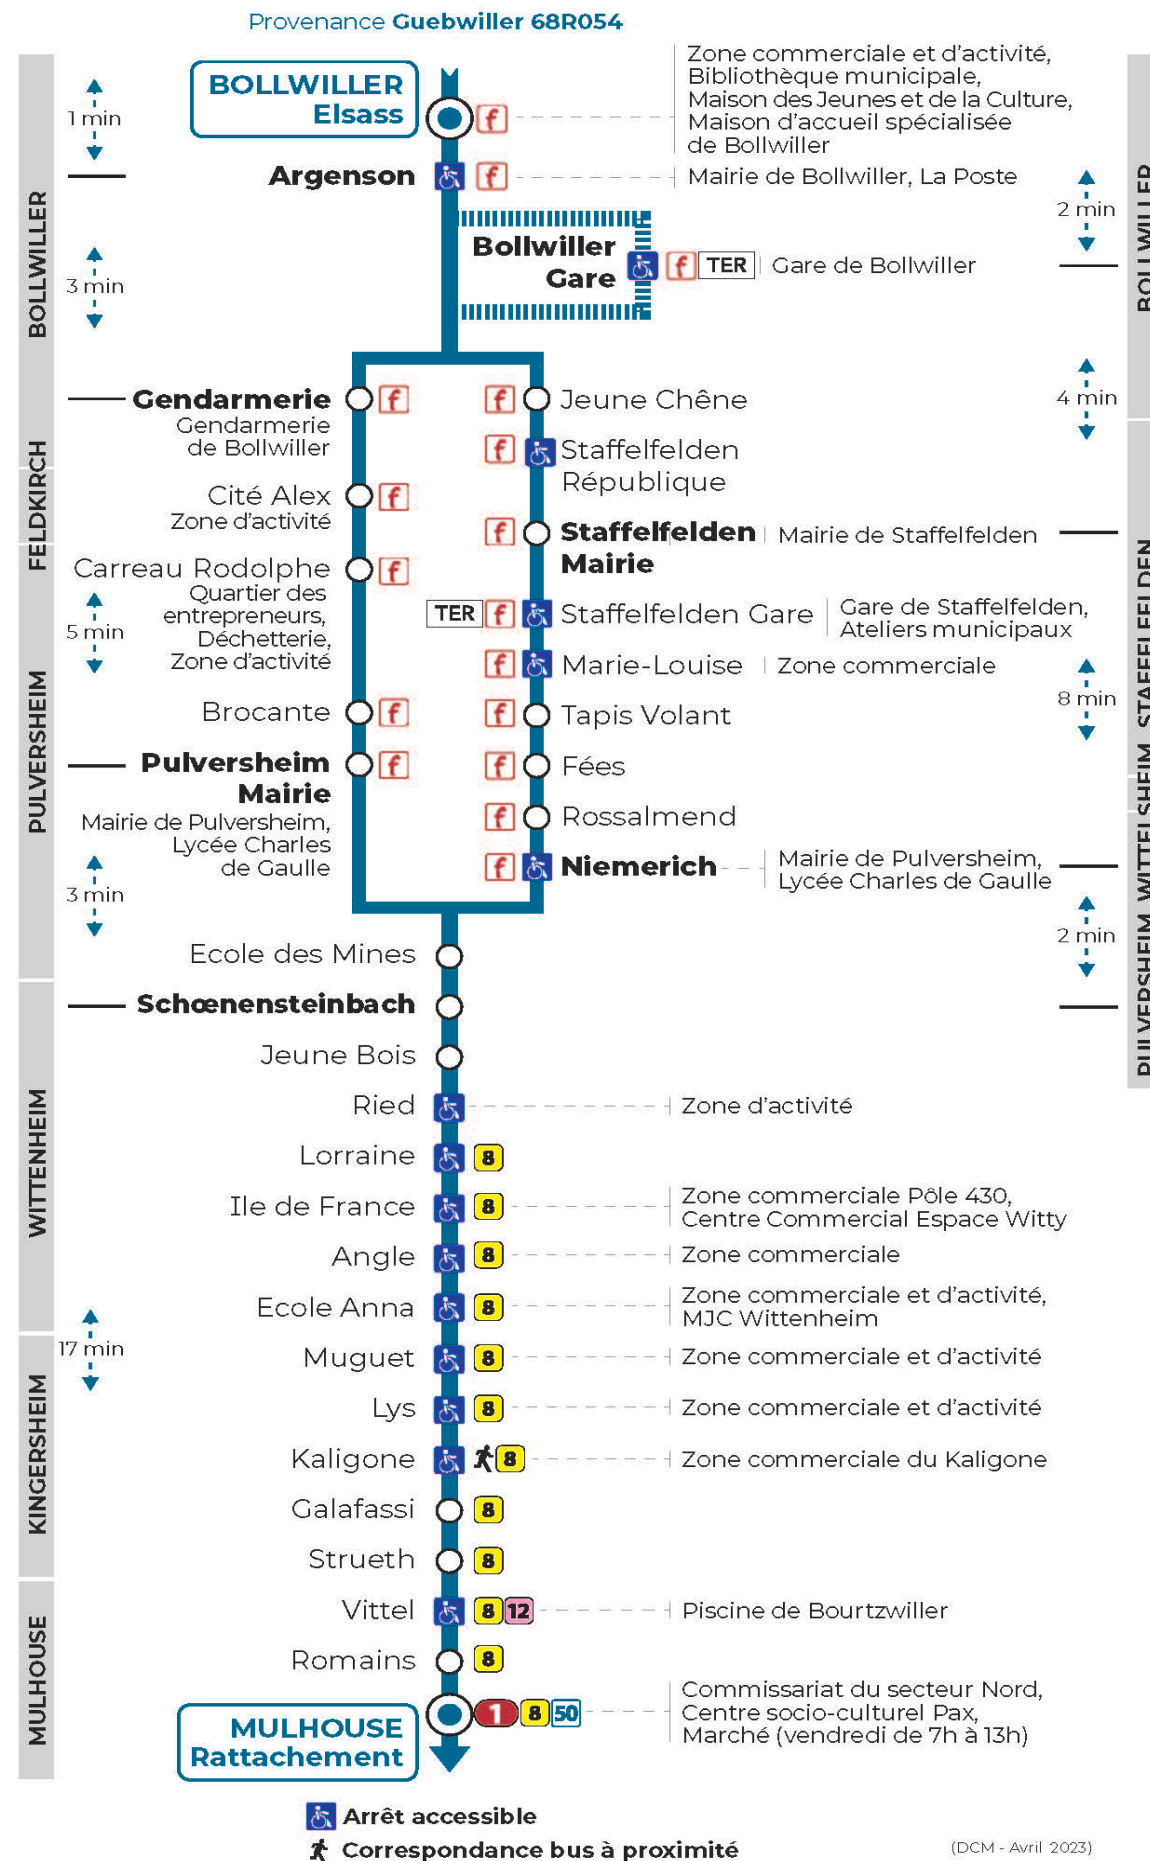 Provenance Guebwiller 68R054
BOLLWILLER
Elsass
f
Zone commerciale et d'activité,
Bibliothèque municipale,
Maison des Jeunes et de la Culture,
Maison d'accueil spécialisée
de Bollwiller
1 min
Argenson
f
Mairie de Bollwiller, La Poste
2 min
BOLLWILLER
BOLLWILLER
Bollwiller
Gare
f TER
Gare de Bollwiller
3 min
Gendarmerie
f
Gendarmerie
de Bollwiller
f
Jeune Chêne
4 min
f
Staffelfelden
République
FELDKIRCH
Cité Alex
f
Zone d'activité
f
Staffelfelden
Mairie
Mairie de Staffelfelden
STAFFELFELDEN
Carreau Rodolphe
f
Quartier des
entrepreneurs,
Déchetterie,
Zone d'activité
5 min
TER f
Staffelfelden Gare
Gare de Staffelfelden,
Ateliers municipaux
f
Marie-Louise
Zone commerciale
8 min
PULVERSHEIM
Brocante
f
f
Tapis Volant
Pulversheim
Mairie
f
Mairie de Pulversheim,
Lycée Charles
de Gaulle
f
Fées
WITTELSHEIM
f
Rossalmend
f
Niemerich
Mairie de Pulversheim,
Lycée Charles de Gaulle
PULVERSHEIM
3 min
2 min
Ecole des Mines
Schœnensteinbach
Jeune Bois
WITTENHEIM
Ried
Zone d'activité
Lorraine
8
Ile de France
8
Zone commerciale Pôle 430,
Centre Commercial Espace Witty
Angle
8
Zone commerciale
Ecole Anna
8
Zone commerciale et d'activité,
MJC Wittenheim
17 min
Muguet
8
Zone commerciale et d'activité
KINGERSHEIM
Lys
8
Zone commerciale et d'activité
Kaligone
8
Zone commerciale du Kaligone
Galafassi
8
Strueth
8
MULHOUSE
Vittel
8 12
Piscine de Bourtzwiller
Romains
8
MULHOUSE
Rattachement
1 8 50
Commissariat du secteur Nord,
Centre socio-culturel Pax,
Marché (vendredi de 7h à 13h)
Arrêt accessible
Correspondance bus à proximité
(DCM - Avril 2023)